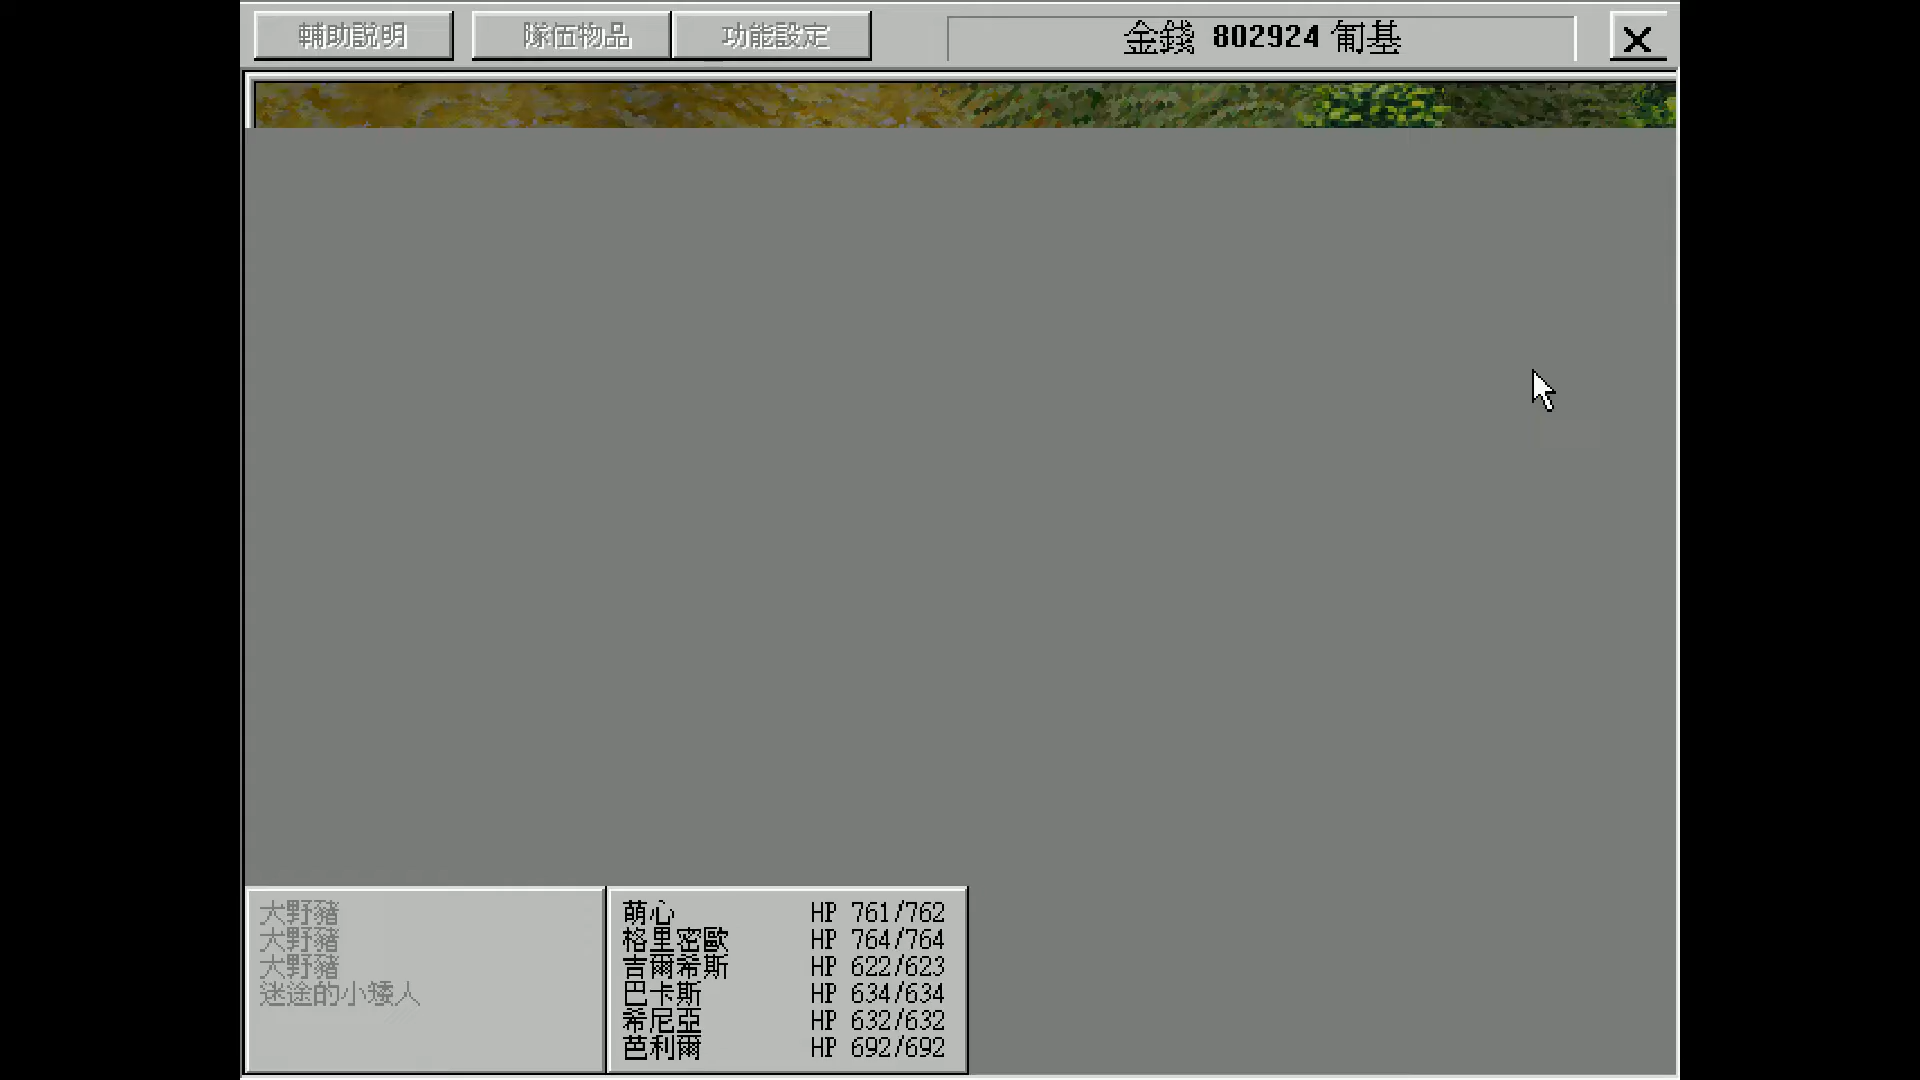 輔助説明
隊伍物品
功能設定
金錢 802924 匍基
大野豬
大野豬
大野豬
迷途的小矮人
萌心 HP 761/762
格里密歐 HP 764/764
吉爾希斯 HP 622/623
巴卡斯 HP 634/634
希尼亞 HP 632/632
芭利爾 HP 692/692